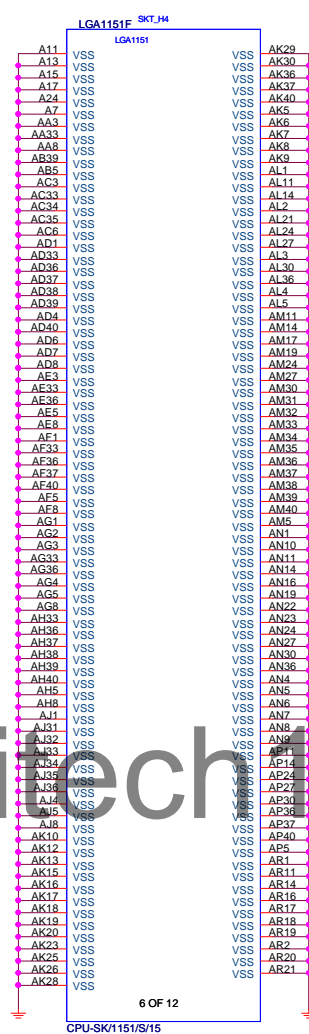 LGA1151F SKT_H4
LGA1151
A11 VSS VSS AK29
A13 VSS VSS AK30
A15 VSS VSS AK36
A17 VSS VSS AK37
A24 VSS VSS AK40
A7 VSS VSS AK5
AA3 VSS VSS AK6
AA33 VSS VSS AK7
AA8 VSS VSS AK8
AB39 VSS VSS AK9
AB5 VSS VSS AL1
AC3 VSS VSS AL11
AC33 VSS VSS AL14
AC34 VSS VSS AL2
AC35 VSS VSS AL21
AC6 VSS VSS AL24
AD1 VSS VSS AL27
AD33 VSS VSS AL3
AD36 VSS VSS AL30
AD37 VSS VSS AL36
AD38 VSS VSS AL4
AD39 VSS VSS AL5
AD4 VSS VSS AM11
AD40 VSS VSS AM14
AD6 VSS VSS AM17
AD7 VSS VSS AM19
AD8 VSS VSS AM24
AE3 VSS VSS AM27
AE33 VSS VSS AM30
AE36 VSS VSS AM31
AE5 VSS VSS AM32
AE8 VSS VSS AM33
AF1 VSS VSS AM34
AF33 VSS VSS AM35
AF36 VSS VSS AM36
AF37 VSS VSS AM37
AF40 VSS VSS AM38
AF5 VSS VSS AM39
AF8 VSS VSS AM40
AG1 VSS VSS AM5
AG2 VSS VSS AN1
AG3 VSS VSS AN10
AG33 VSS VSS AN11
AG36 VSS VSS AN14
AG4 VSS VSS AN16
AG5 VSS VSS AN19
AG8 VSS VSS AN22
AH33 VSS VSS AN23
AH36 VSS VSS AN24
AH37 VSS VSS AN27
AH38 VSS VSS AN30
AH39 VSS VSS AN36
AH40 VSS VSS AN4
AH5 VSS VSS AN5
AH8 VSS VSS AN6
AJ1 VSS VSS AN7
AJ31 VSS VSS AN8
AJ32 VSS VSS AN9
AJ33 VSS VSS AP11
AJ34 VSS VSS AP14
AJ35 VSS VSS AP24
AJ36 VSS VSS AP27
AJ4 VSS VSS AP30
AJ5 VSS VSS AP36
AJ8 VSS VSS AP37
AK10 VSS VSS AP40
AK12 VSS VSS AP5
AK13 VSS VSS AR1
AK15 VSS VSS AR11
AK16 VSS VSS AR14
AK17 VSS VSS AR16
AK18 VSS VSS AR17
AK19 VSS VSS AR18
AK20 VSS VSS AR19
AK23 VSS VSS AR2
AK25 VSS VSS AR20
AK26 VSS VSS AR21
AK28 VSS
itech1
6 OF 12
CPU-SK/1151/S/15